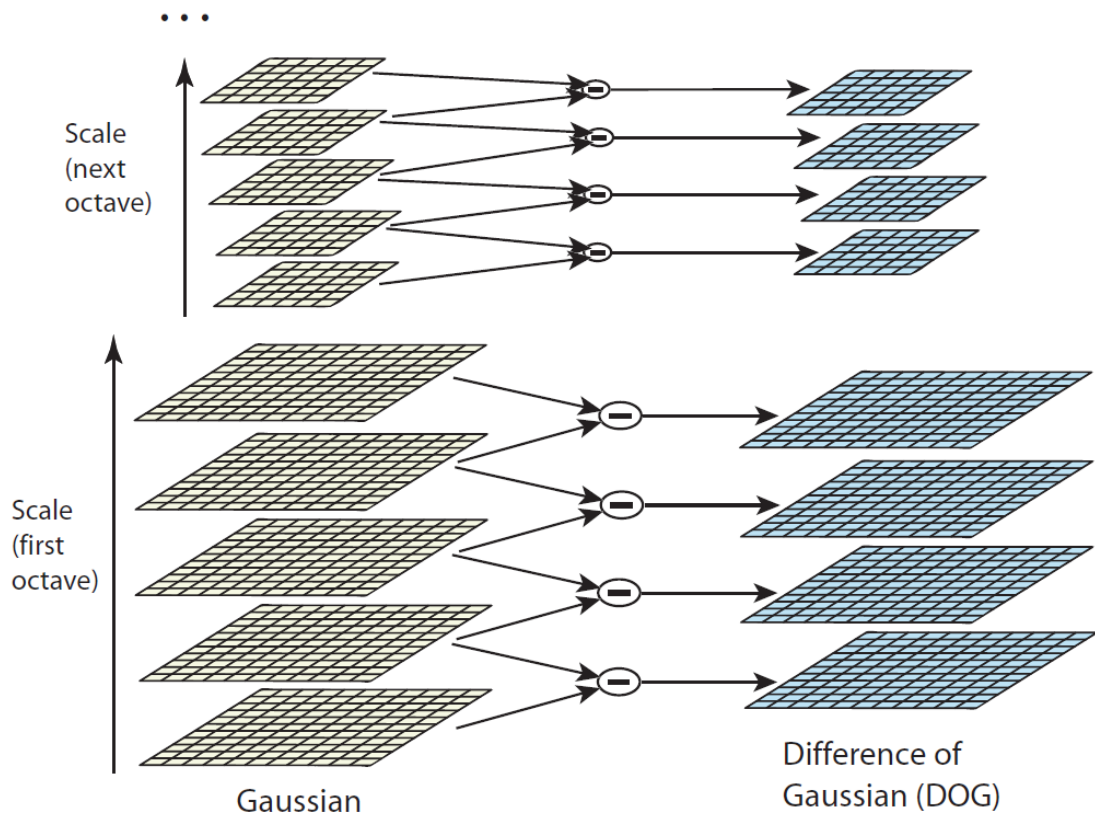 • • •
Scale
(next
octave)
Scale
(first
octave)
Gaussian
Difference of
Gaussian (DOG)